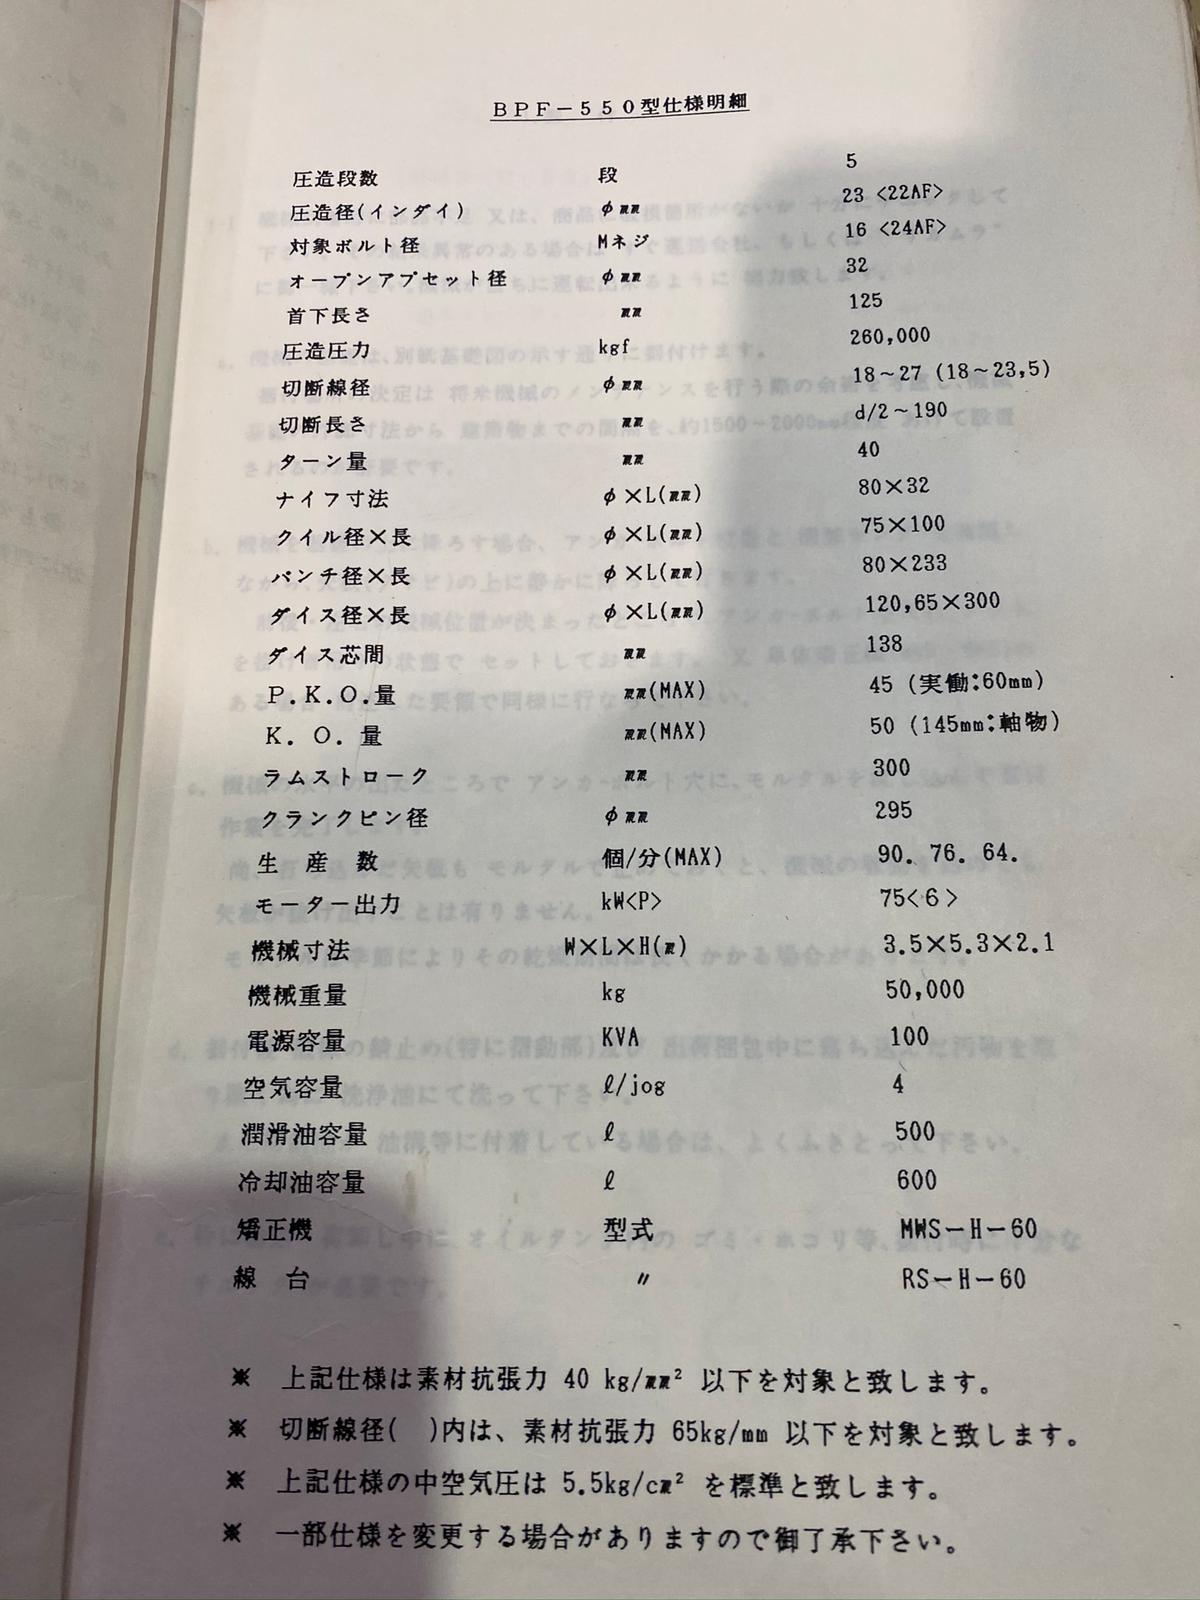 BPF－550型仕様明細
圧造段数 段 5
圧造径(インダイ) φ㎜ 23 <22AF>
対象ボルト径 Mネジ 16 <24AF>
オープンアプセット径 φ㎜ 32
首下長さ ㎜ 125
圧造圧力 kgf 260,000
切断線径 φ㎜ 18～27 (18～23,5)
切断長さ ㎜ d/2～190
ターン量 ㎜ 40
ナイフ寸法 φ×L(㎜) 80×32
クイル径×長 φ×L(㎜) 75×100
パンチ径×長 φ×L(㎜) 80×233
ダイス径×長 φ×L(㎜) 120,65×300
ダイス芯間 ㎜ 138
P.K.O.量 ㎜(MAX) 45 (実働:60mm)
K. O. 量 ㎜(MAX) 50 (145mm:軸物)
ラムストローク ㎜ 300
クランクピン径 φ㎜ 295
生 産 数 個/分(MAX) 90. 76. 64.
モーター出力 kW<P> 75<6>
機械寸法 W×L×H(m) 3.5×5.3×2.1
機械重量 kg 50,000
電源容量 KVA 100
空気容量 ℓ/jog 4
潤滑油容量 ℓ 500
冷却油容量 ℓ 600
矯正機 型式 MWS－H－60
線 台 〃 RS－H－60
※ 上記仕様は素材抗張力 40 kg/㎜² 以下を対象と致します。
※ 切断線径( )内は、素材抗張力 65kg/mm 以下を対象と致します。
※ 上記仕様の中空気圧は 5.5kg/cm² を標準と致します。
※ 一部仕様を変更する場合がありますので御了承下さい。